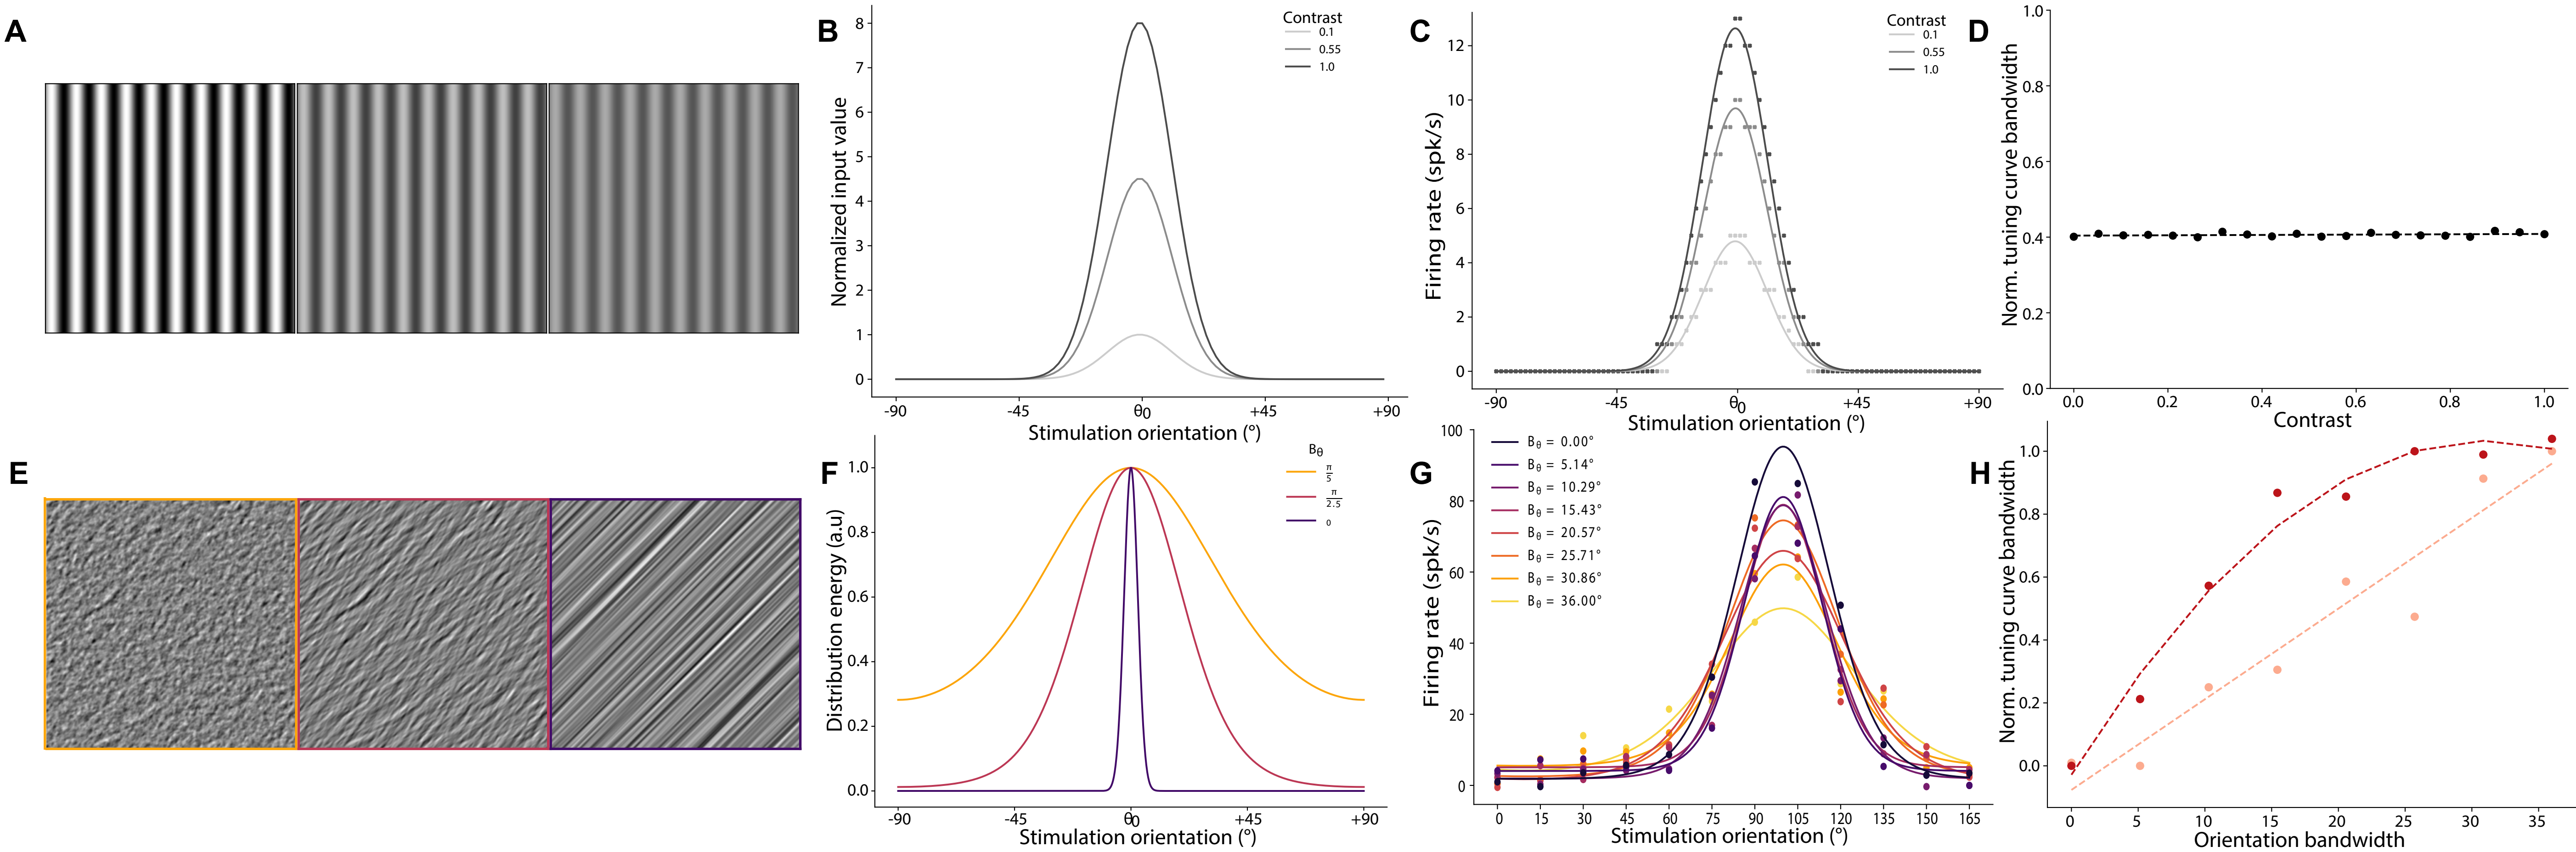 A
B
Normalized input value
8
7
6
5
4
3
2
1
0
-90
-45
θ0
+45
+90
Stimulation orientation (°)
Contrast
0.1
0.55
1.0
C
Firing rate (spk/s)
12
10
8
6
4
2
0
-90
-45
θ0
+45
+90
Stimulation orientation (°)
Contrast
0.1
0.55
1.0
D
Norm. tuning curve bandwidth
1.0
0.8
0.6
0.4
0.2
0.0
0.0
0.2
0.4
0.6
0.8
1.0
Contrast
E
F
Distribution energy (a.u)
1.0
0.8
0.6
0.4
0.2
0.0
-90
-45
θ0
+45
+90
Stimulation orientation (°)
Bθ
π
5
π
2.5
0
G
Firing rate (spk/s)
100
80
60
40
20
0
Bθ = 0.00°
Bθ = 5.14°
Bθ = 10.29°
Bθ = 15.43°
Bθ = 20.57°
Bθ = 25.71°
Bθ = 30.86°
Bθ = 36.00°
0
15
30
45
60
75
90
105
120
135
150
165
Stimulation orientation (°)
H
Norm. tuning curve bandwidth
1.0
0.8
0.6
0.4
0.2
0.0
0
5
10
15
20
25
30
35
Orientation bandwidth